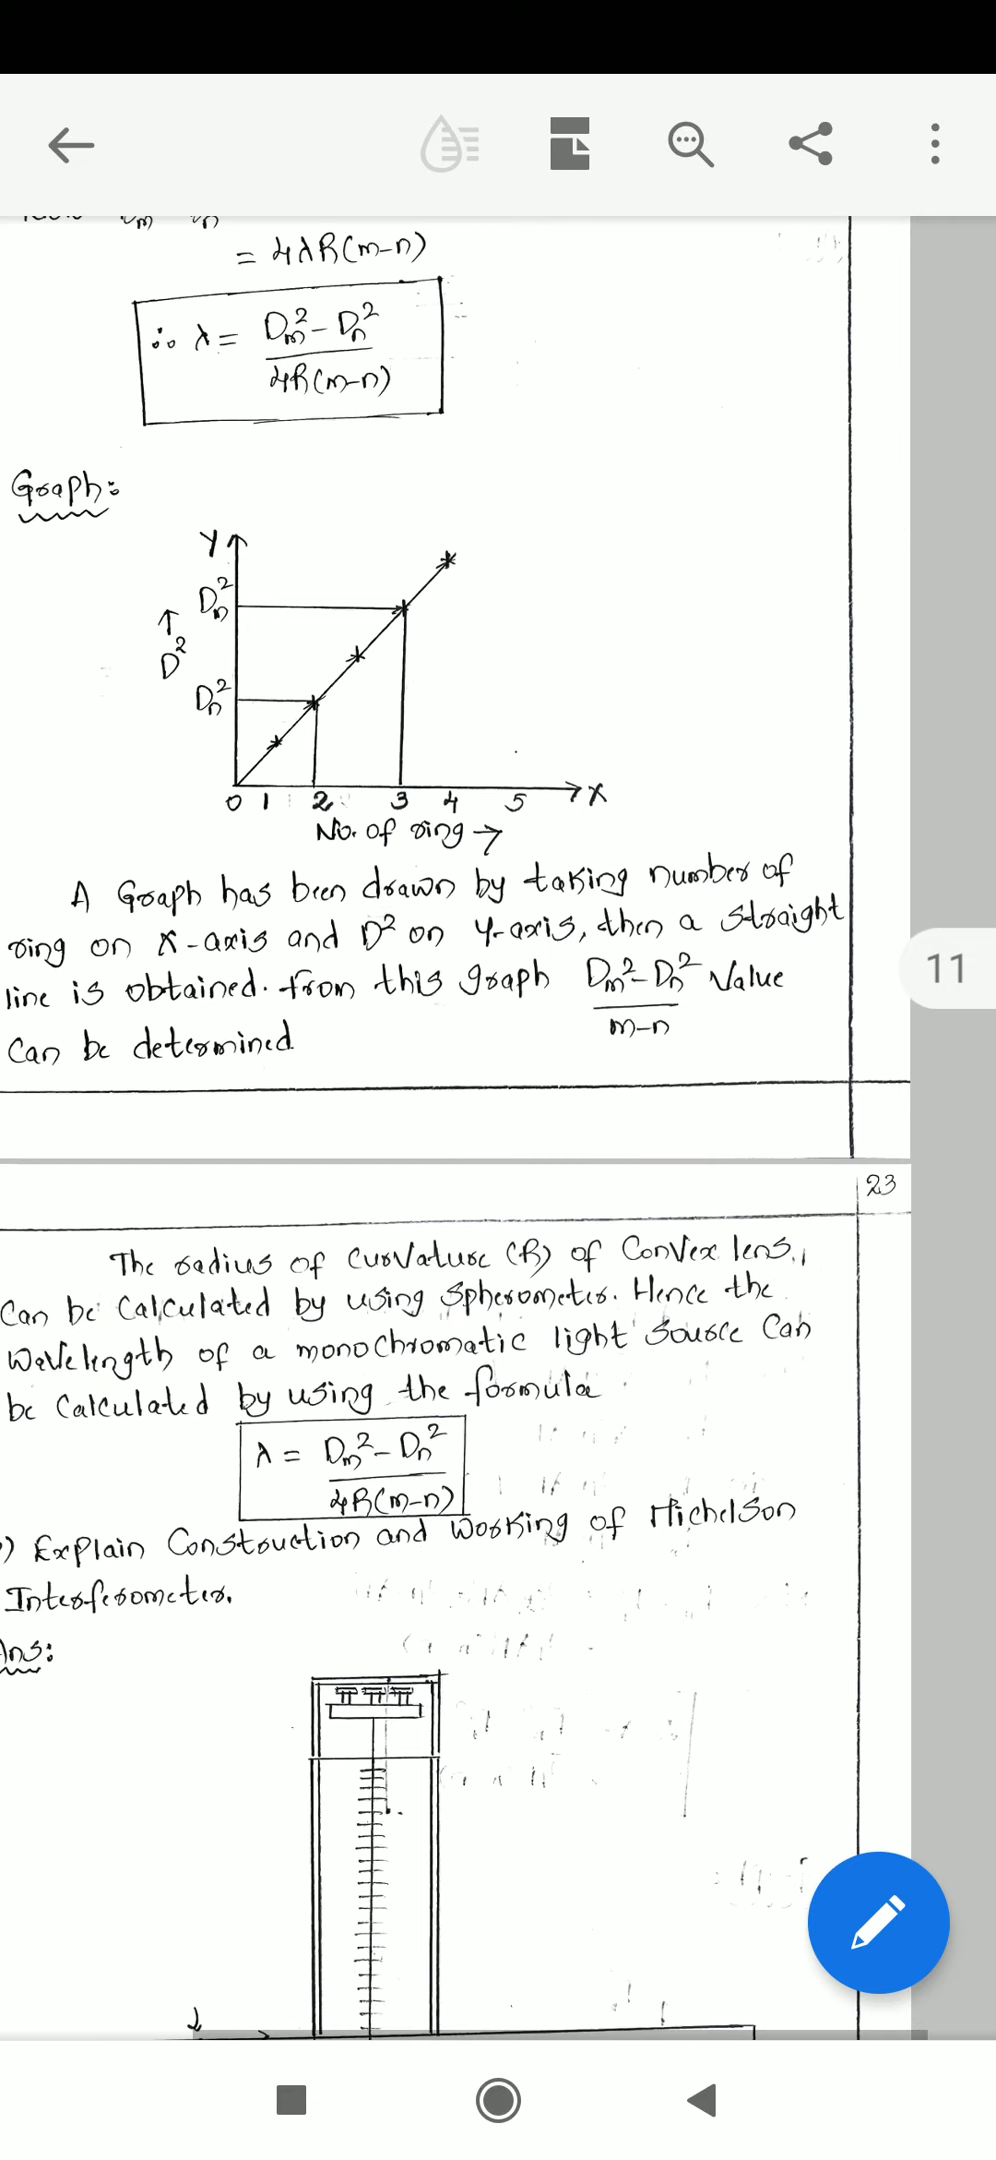 = 4λR(m-n)
∴ λ = Dm² - Dn² / 4R(m-n)
Graph:
Y
Dn²
↑
D²
Dn²
0 1 2 3 4 5 X
No. of ring →
A Graph has been drawn by taking number of
ring on X-axis and D² on Y-axis, then a straight
line is obtained. from this graph Dm² - Dn² / m-n Value
Can be determined
11
23
The radius of Curvature (R) of Convex lens,
Can be Calculated by using Spherometer. Hence the
Wavelength of a monochromatic light source Can
be Calculated by using the formula
λ = Dm² - Dn² / 4R(m-n)
) Explain Construction and Working of Michelson
Interferometer.
Ans: